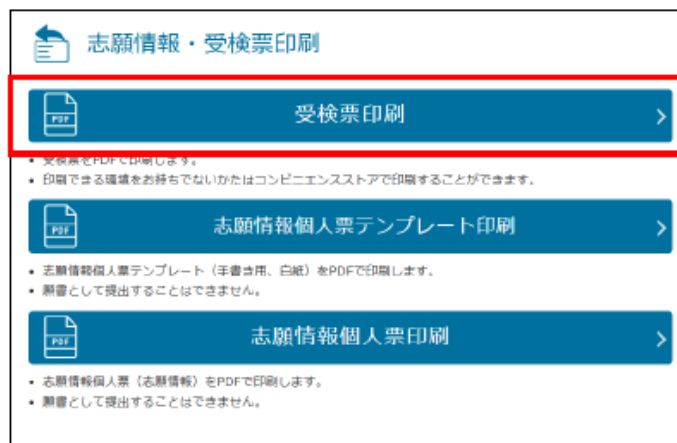 志願情報・受検票印刷
PDF 受検票印刷
• 受検票をPDFで印刷します。
• 印刷できる環境をお持ちでないかたはコンビニエンスストアで印刷することができます。
PDF 志願情報個人票テンプレート印刷
• 志願情報個人票テンプレート（手書き用、白紙）をPDFで印刷します。
• 願書として提出することはできません。
PDF 志願情報個人票印刷
• 志願情報個人票（志願情報）をPDFで印刷します。
• 願書として提出することはできません。